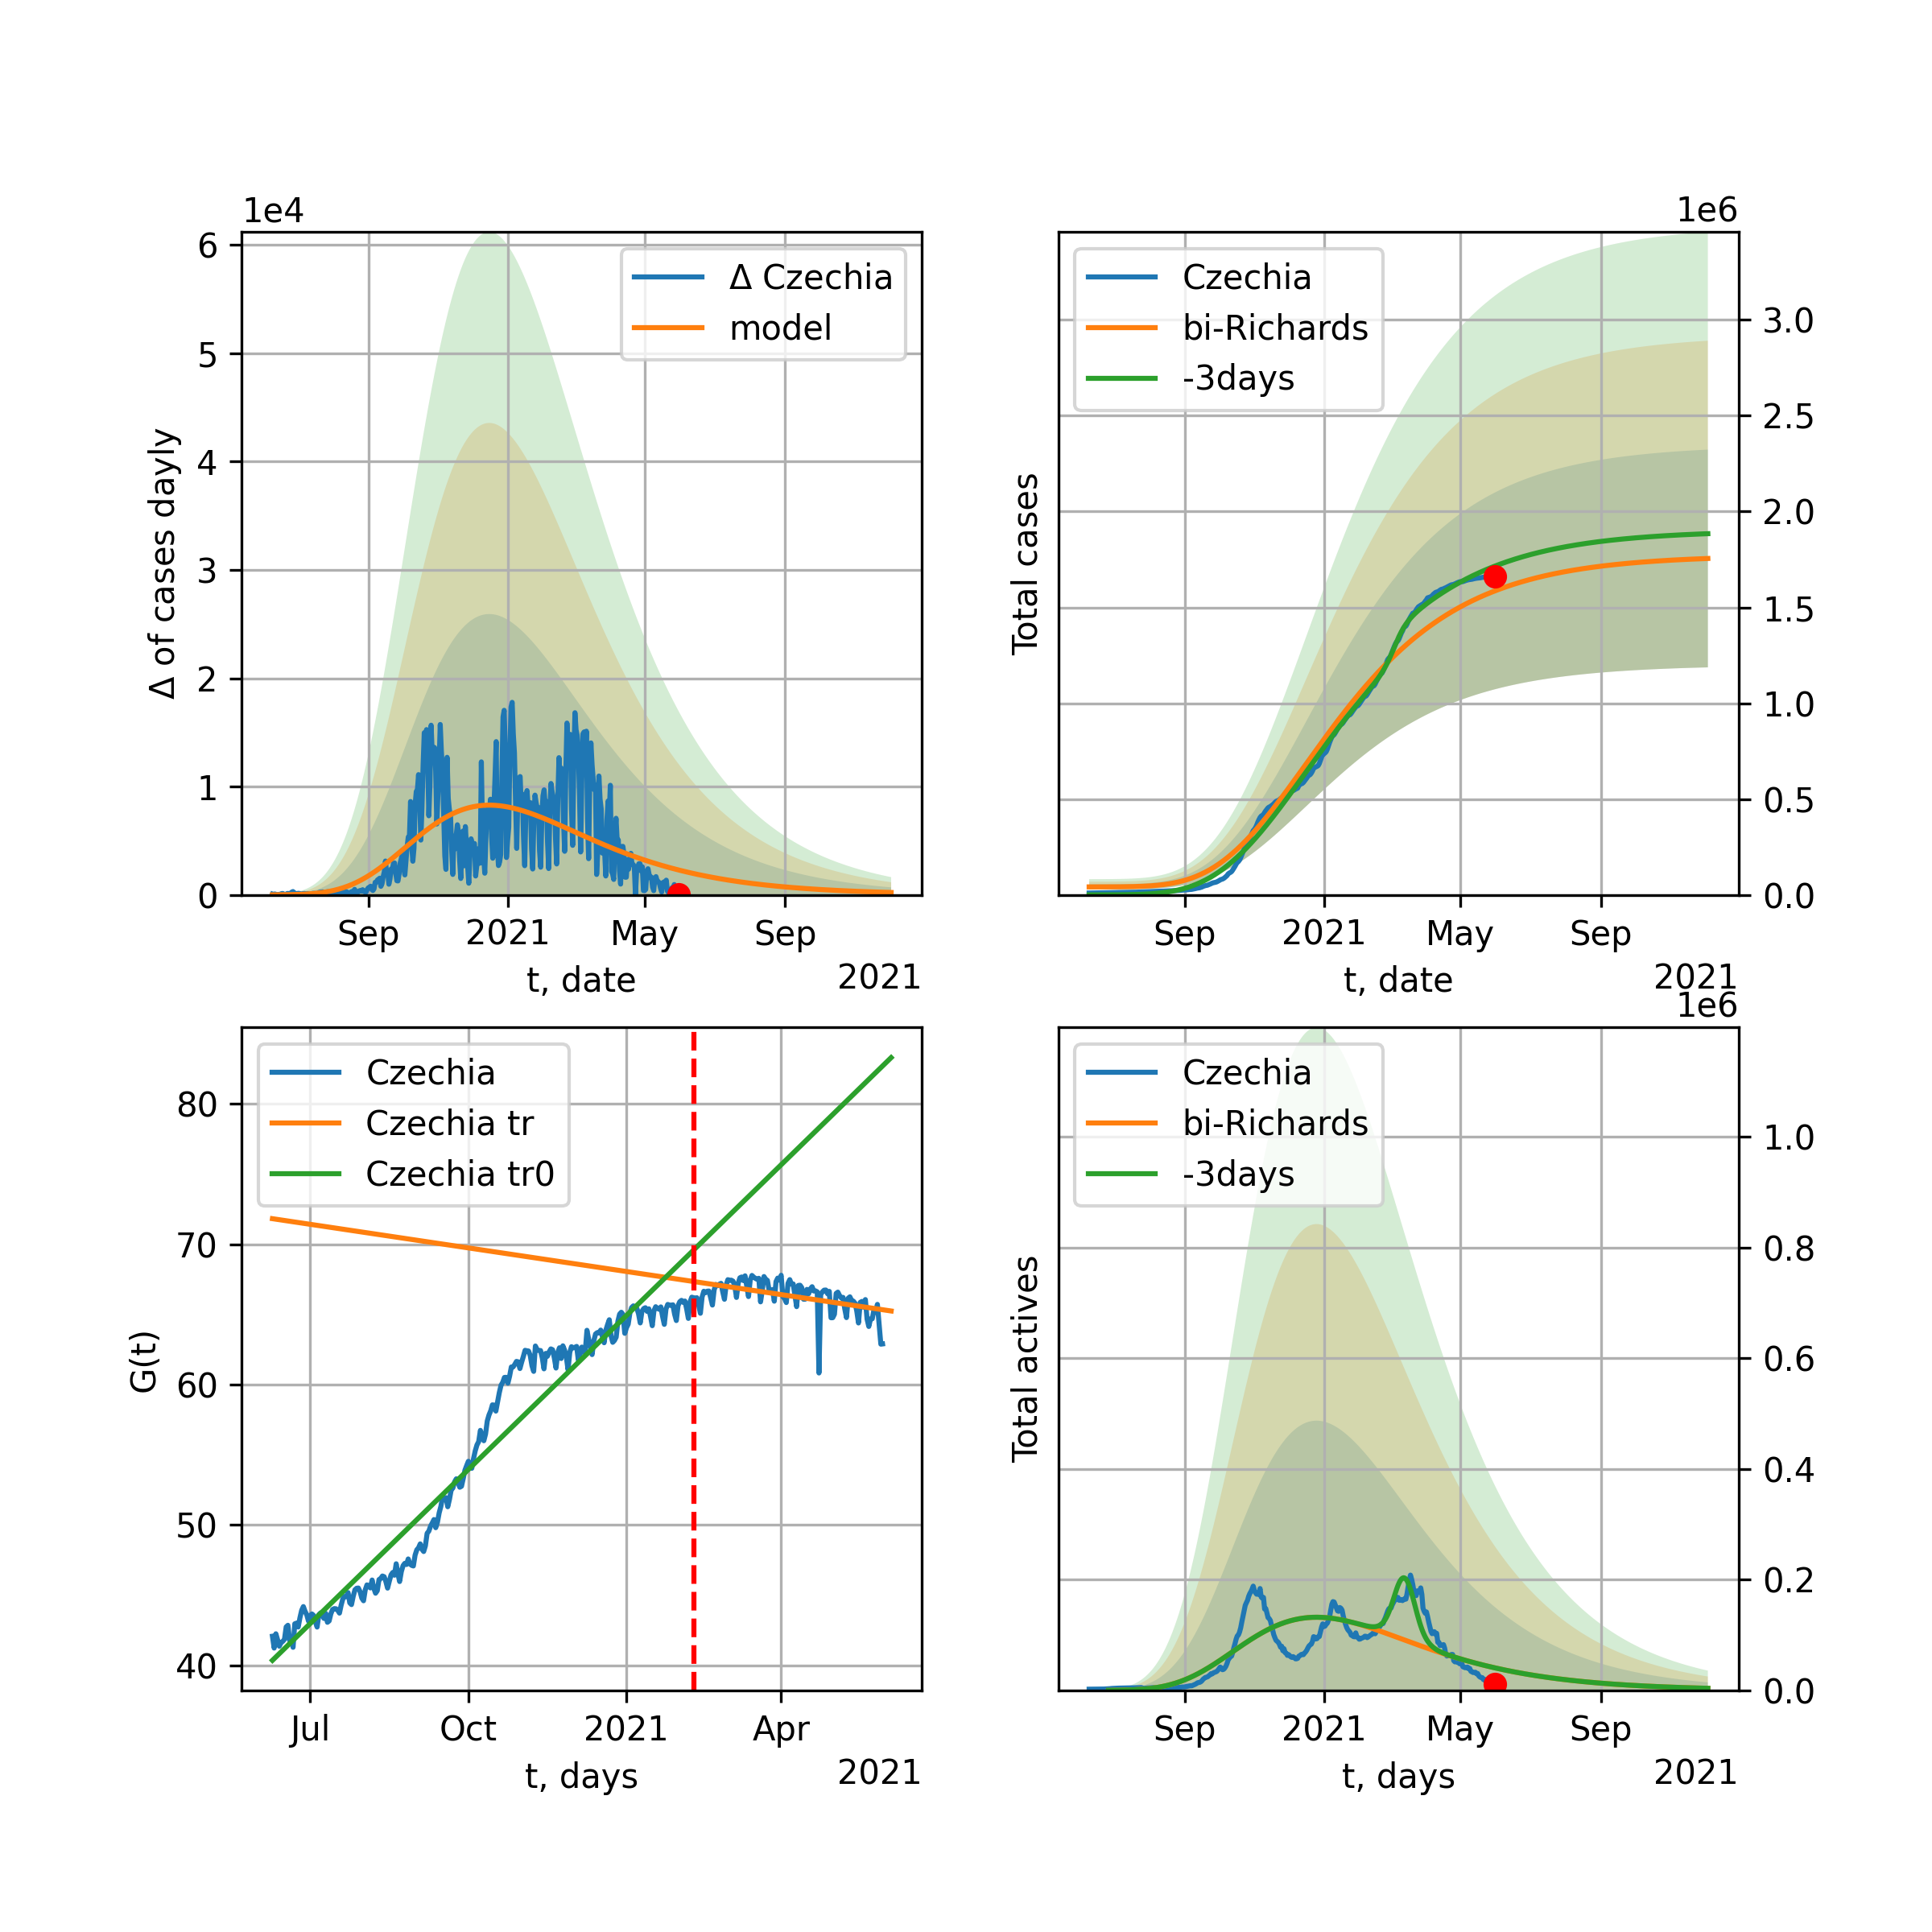 1e4
6
5
4
3
2
1
0
Δ of cases dayly
Δ Czechia
model
Sep
2021
May
Sep
t, date
2021
1e6
Total cases
Czechia
bi-Richards
-3days
3.0
2.5
2.0
1.5
1.0
0.5
0.0
Sep
2021
May
Sep
t, date
2021
80
70
60
50
40
G(t)
Czechia
Czechia tr
Czechia tr0
Jul
Oct
2021
Apr
t, days
2021
1e6
Total actives
Czechia
bi-Richards
-3days
1.0
0.8
0.6
0.4
0.2
0.0
Sep
2021
May
Sep
t, days
2021